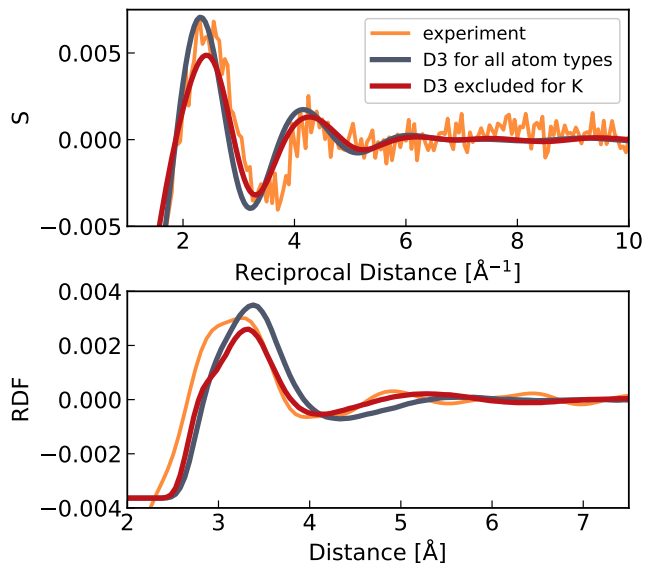 experiment
D3 for all atom types
D3 excluded for K
S
0.005
0.000
−0.005
2
4
6
8
10
Reciprocal Distance [Å⁻¹]
RDF
0.004
0.002
0.000
−0.002
−0.004
2
3
4
5
6
7
Distance [Å]